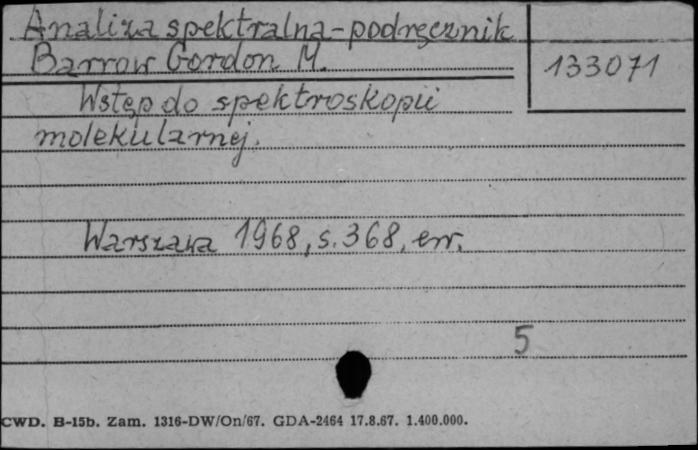 Analiza spektralna - podręcznik
Barrow Gordon M.
133071
Wstęp do spektroskopii
molekularnej.
Warszawa 1968, s. 368, err.
5
CWD. B-15b. Zam. 1316-DW/On/67. GDA-2464 17.8.67. 1.400.000.